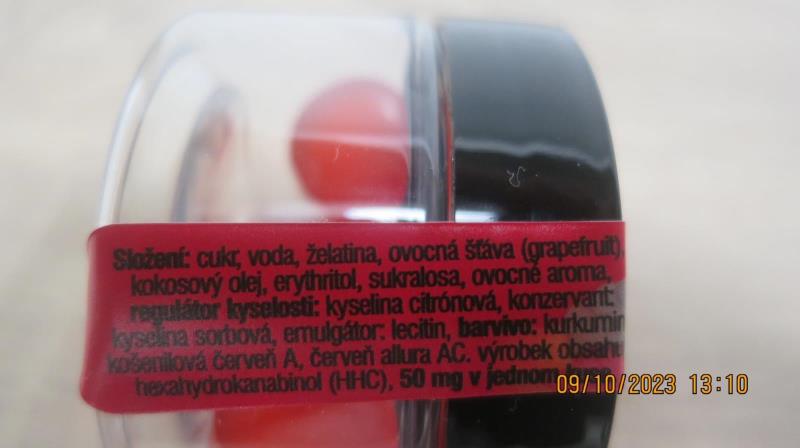 Složení: cukr, voda, želatina, ovocná šťáva (grapefruit),
kokosový olej, erythritol, sukralosa, ovocné aroma,
regulátor kyselosti: kyselina citrónová, konzervant:
kyselina sorbová, emulgátor: lecitin, barvivo: kurkumin
košenilová červeň A, červeň allura AC. výrobek obsahu
hexahydrokanabinol (HHC), 50 mg v jednom
09/10/2023 13:10